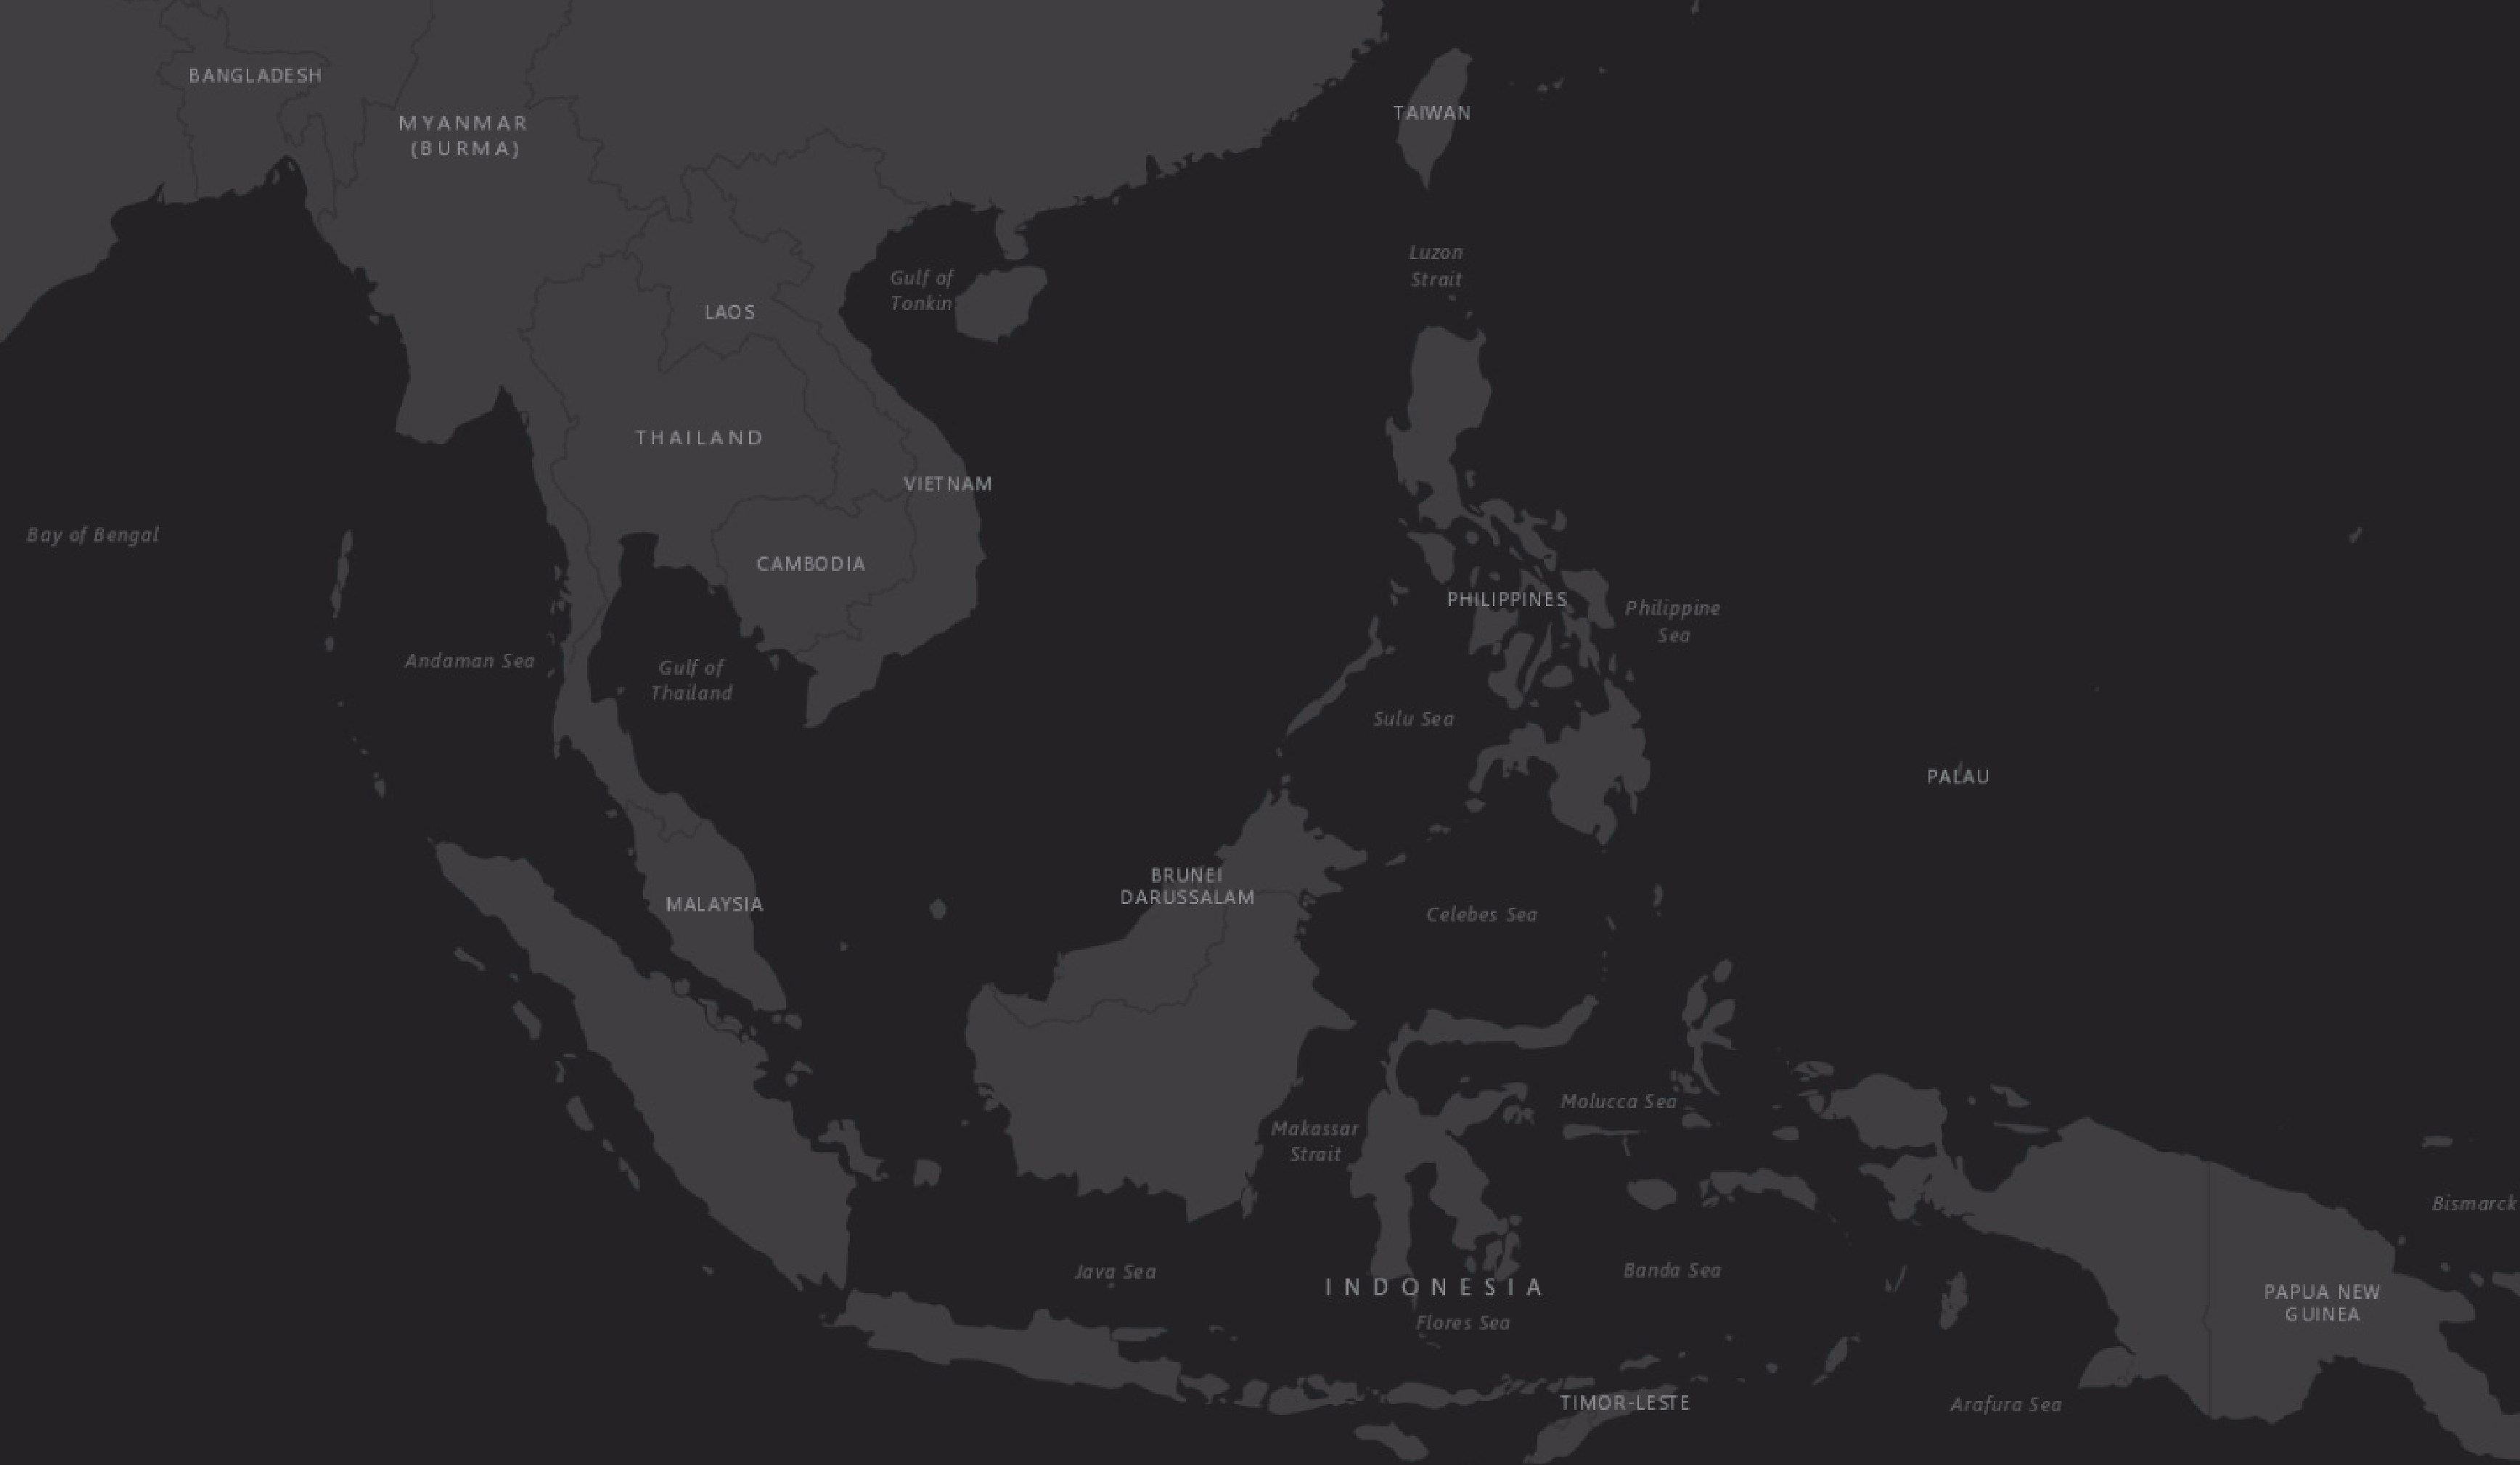 BANGLADESH
MYANMAR
(BURMA)
TAIWAN
Luzon
Strait
Gulf of
Tonkin
LAOS
THAILAND
VIETNAM
Bay of Bengal
CAMBODIA
PHILIPPINES
Philippine
Sea
Andaman Sea
Gulf of
Thailand
Sulu Sea
PALAU
BRUNEI
DARUSSALAM
MALAYSIA
Celebes Sea
Molucca Sea
Makassar
Strait
Bismarck
Java Sea
Banda Sea
INDONESIA
PAPUA NEW
GUINEA
Flores Sea
TIMOR-LESTE
Arafura Sea